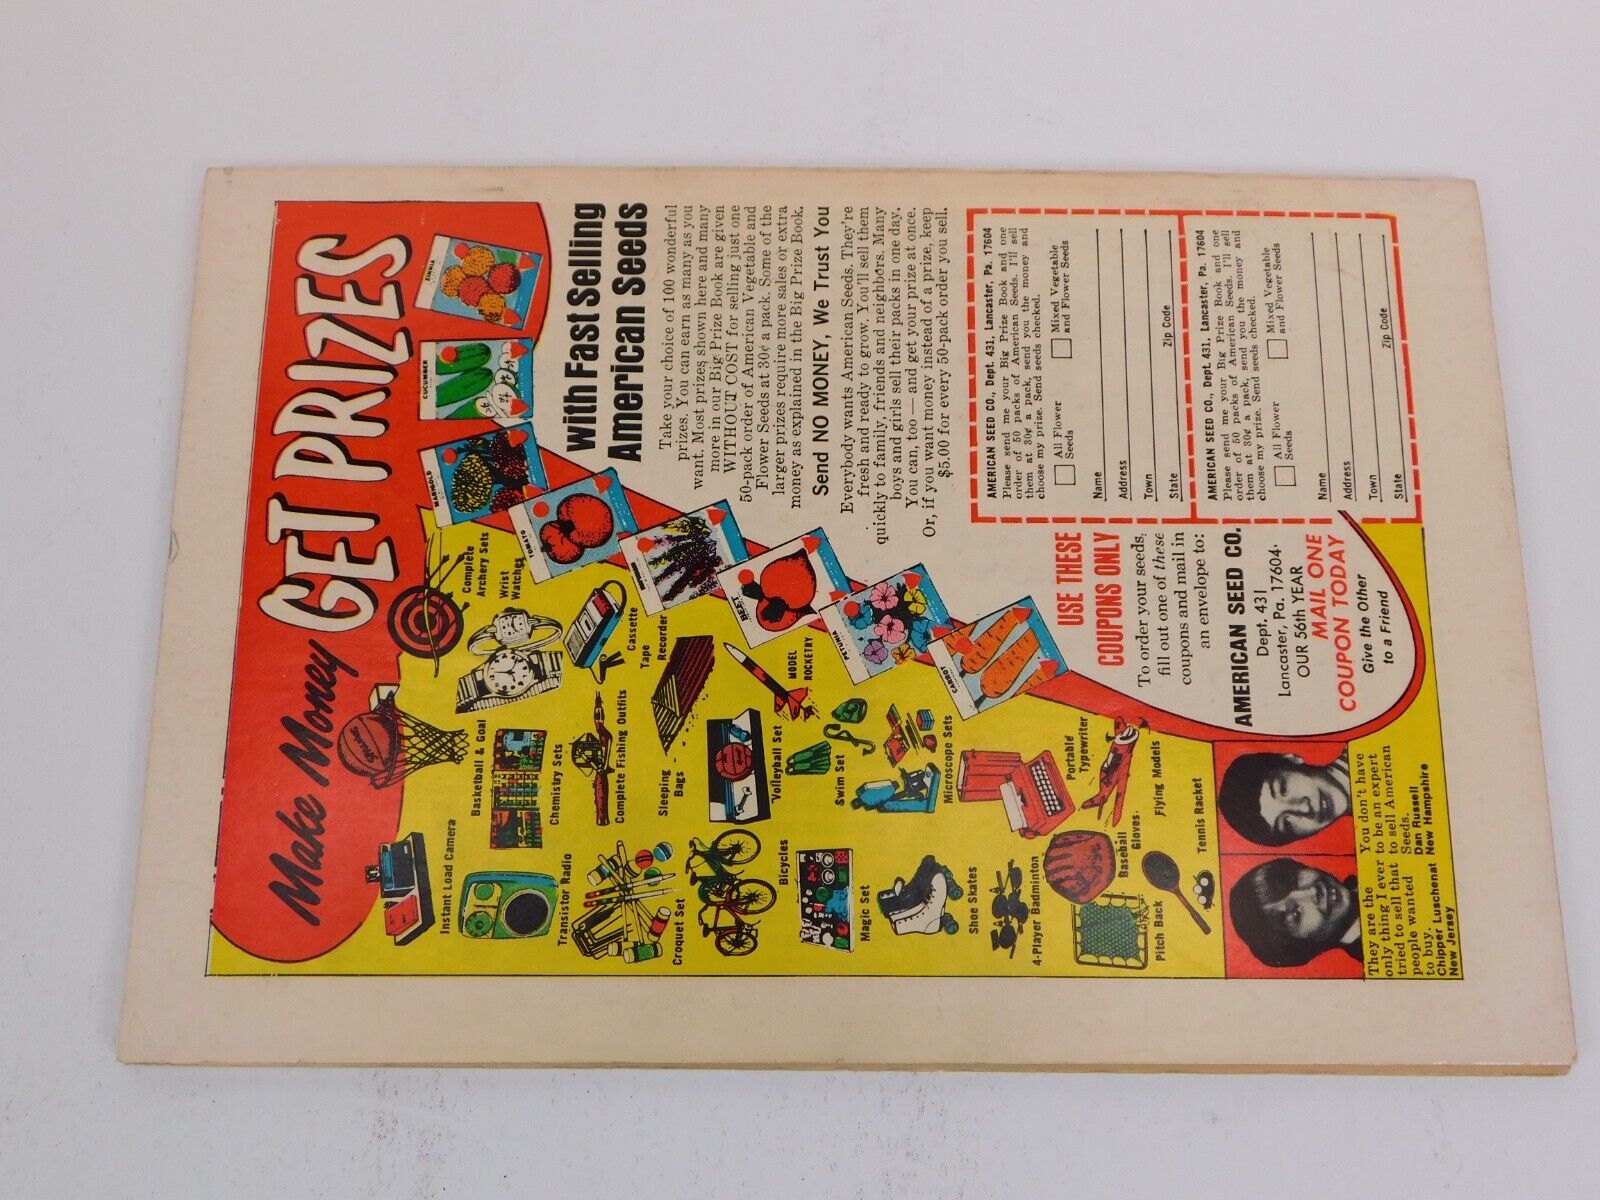 Make Money GET PRIZES
with Fast Selling
American Seeds
Take your choice of 100 wonderful
prizes. You can earn as many as you
want. Most prizes shown here and many
more in our Big Prize Book are given
WITHOUT COST for selling just one
50-pack order of American Vegetable and
Flower Seeds at 30¢ a pack. Some of the
larger prizes require more sales or extra
money as explained in the Big Prize Book.
Send NO MONEY, We Trust You
Everybody wants American Seeds. They're
fresh and ready to grow. You'll sell them
quickly to family, friends and neighbors. Many
boys and girls sell their packs in one day.
You can, too — and get your prize at once.
Or, if you want money instead of a prize, keep
$5.00 for every 50-pack order you sell.
ZINNIA
CUCUMBER
MARIGOLD
TOMATO
BEET
PETUNIA
CARROT
Basketball & Goal
Complete
Archery Sets
Wrist
Watches
Instant Load Camera
Chemistry Sets
Cassette
Tape
Recorder
Transistor Radio
Complete Fishing Outfits
Croquet Set
Sleeping
Bags
MODEL
ROCKETRY
Bicycles
Volleyball Set
Magic Set
Swim Set
Shoe Skates
Microscope Sets
4-Player Badminton
Portable
Typewriter
Baseball
Gloves
Flying Models
Pitch Back
Tennis Racket
USE THESE
COUPONS ONLY
To order your seeds,
fill out one of these
coupons and mail in
an envelope to:
AMERICAN SEED CO.
Dept. 431
Lancaster, Pa. 17604
OUR 56th YEAR
MAIL ONE
COUPON TODAY
Give the Other
to a Friend
AMERICAN SEED CO., Dept. 431, Lancaster, Pa. 17604
Please send me your Big Prize Book and one
order of 50 packs of American Seeds. I'll sell
them at 30¢ a pack, send you the money and
choose my prize. Send seeds checked.
All Flower
Seeds
Mixed Vegetable
and Flower Seeds
Name
Address
Town
State Zip Code
AMERICAN SEED CO., Dept. 431, Lancaster, Pa. 17604
Please send me your Big Prize Book and one
order of 50 packs of American Seeds. I'll sell
them at 30¢ a pack, send you the money and
choose my prize. Send seeds checked.
All Flower
Seeds
Mixed Vegetable
and Flower Seeds
Name
Address
Town
State Zip Code
They are the
only thing I ever
tried to sell that
people wanted
to buy.
Chipper Luschenat
New Jersey
You don't have
to be an expert
to sell American
Seeds.
Dan Russell
New Hampshire